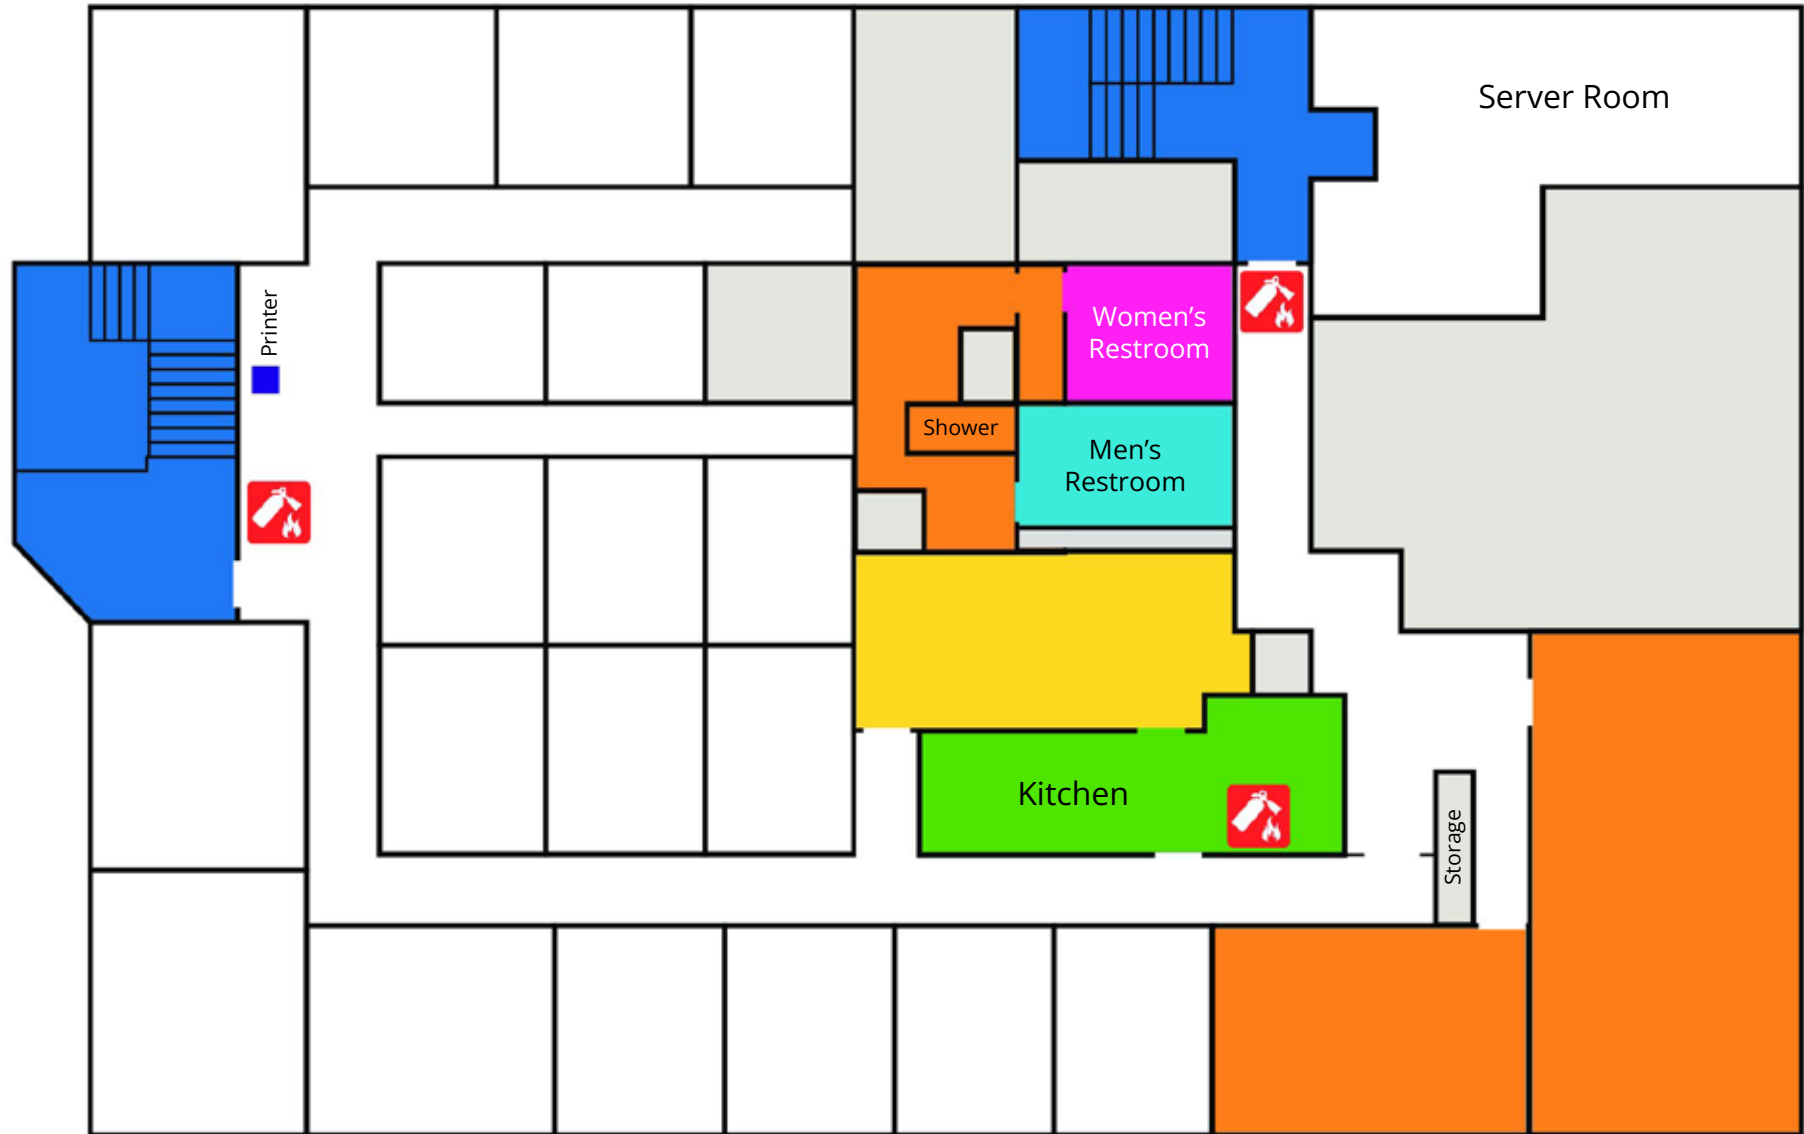 Server Room
Printer
Women's
Restroom
Shower
Men's
Restroom
Kitchen
Storage